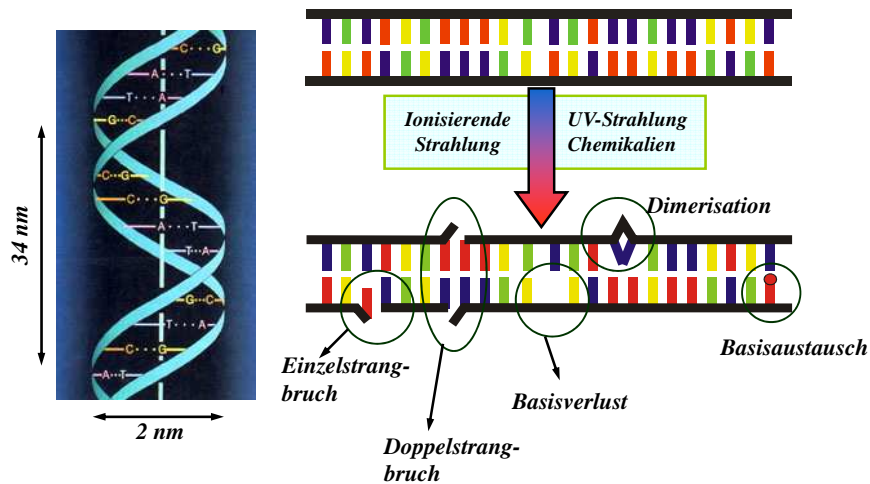 C···G
A···T
T···A
G···C
C···G
C···G
A···T
T·A
G·C
T···A
C···G
A···T
34 nm
2 nm
Ionisierende
Strahlung
UV-Strahlung
Chemikalien
Dimerisation
Basisaustausch
Einzelstrang-
bruch
Basisverlust
Doppelstrang-
bruch